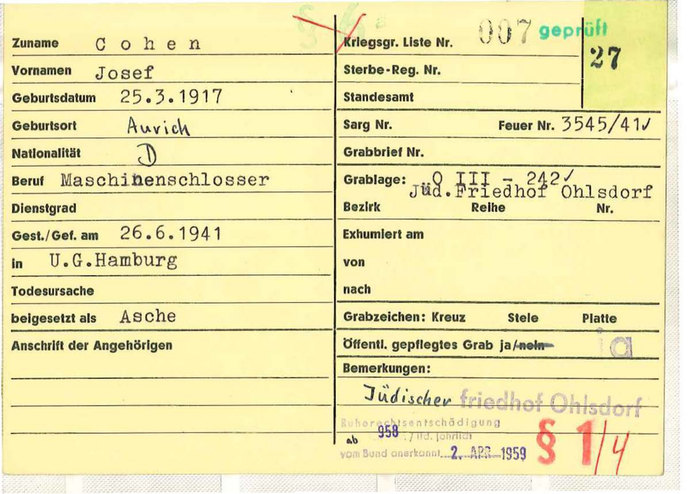 Zuname Cohen
Vornamen Josef
Geburtsdatum 25.3.1917
Geburtsort Aurich
Nationalität D
Beruf Maschinenschlosser
Dienstgrad
Gest./Gef. am 26.6.1941
in U.G.Hamburg
Todesursache
beigesetzt als Asche
Anschrift der Angehörigen
§
Kriegsgr. Liste Nr. 007 geprüft
27
Sterbe-Reg. Nr.
Standesamt
Sarg Nr. Feuer Nr. 3545/41✓
Grabbrief Nr.
Grablage: O III - 242✓
Jüd.Friedhof Ohlsdorf
Bezirk Reihe Nr.
Exhumiert am
von
nach
Grabzeichen: Kreuz Stele Platte
Öffentl. gepflegtes Grab ja/nein ja
Bemerkungen:
Jüdischer friedhof Ohlsdorf
Ruherechtsentschädigung
ab 958 lfd. jährlich
vom Bund anerkannt 2. APR. 1959
§ 1/4